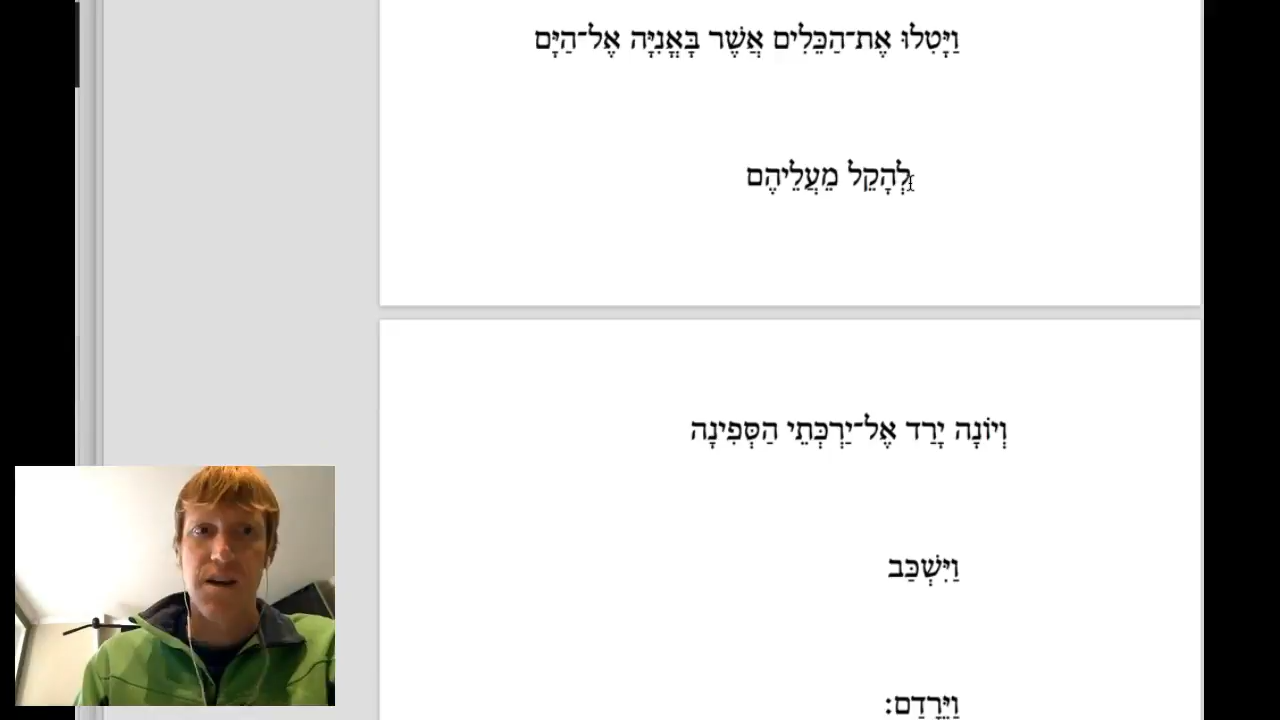 וַיָּטִלוּ אֶת־הַכֵּלִים אֲשֶׁר בָּאֳנִיָּה אֶל־הַיָּם
לְהָקֵל מֵעֲלֵיהֶם
וְיוֹנָה יָרַד אֶל־יַרְכְּתֵי הַסְּפִינָה
וַיִּשְׁכַּב
וַיֵּרָדַם׃